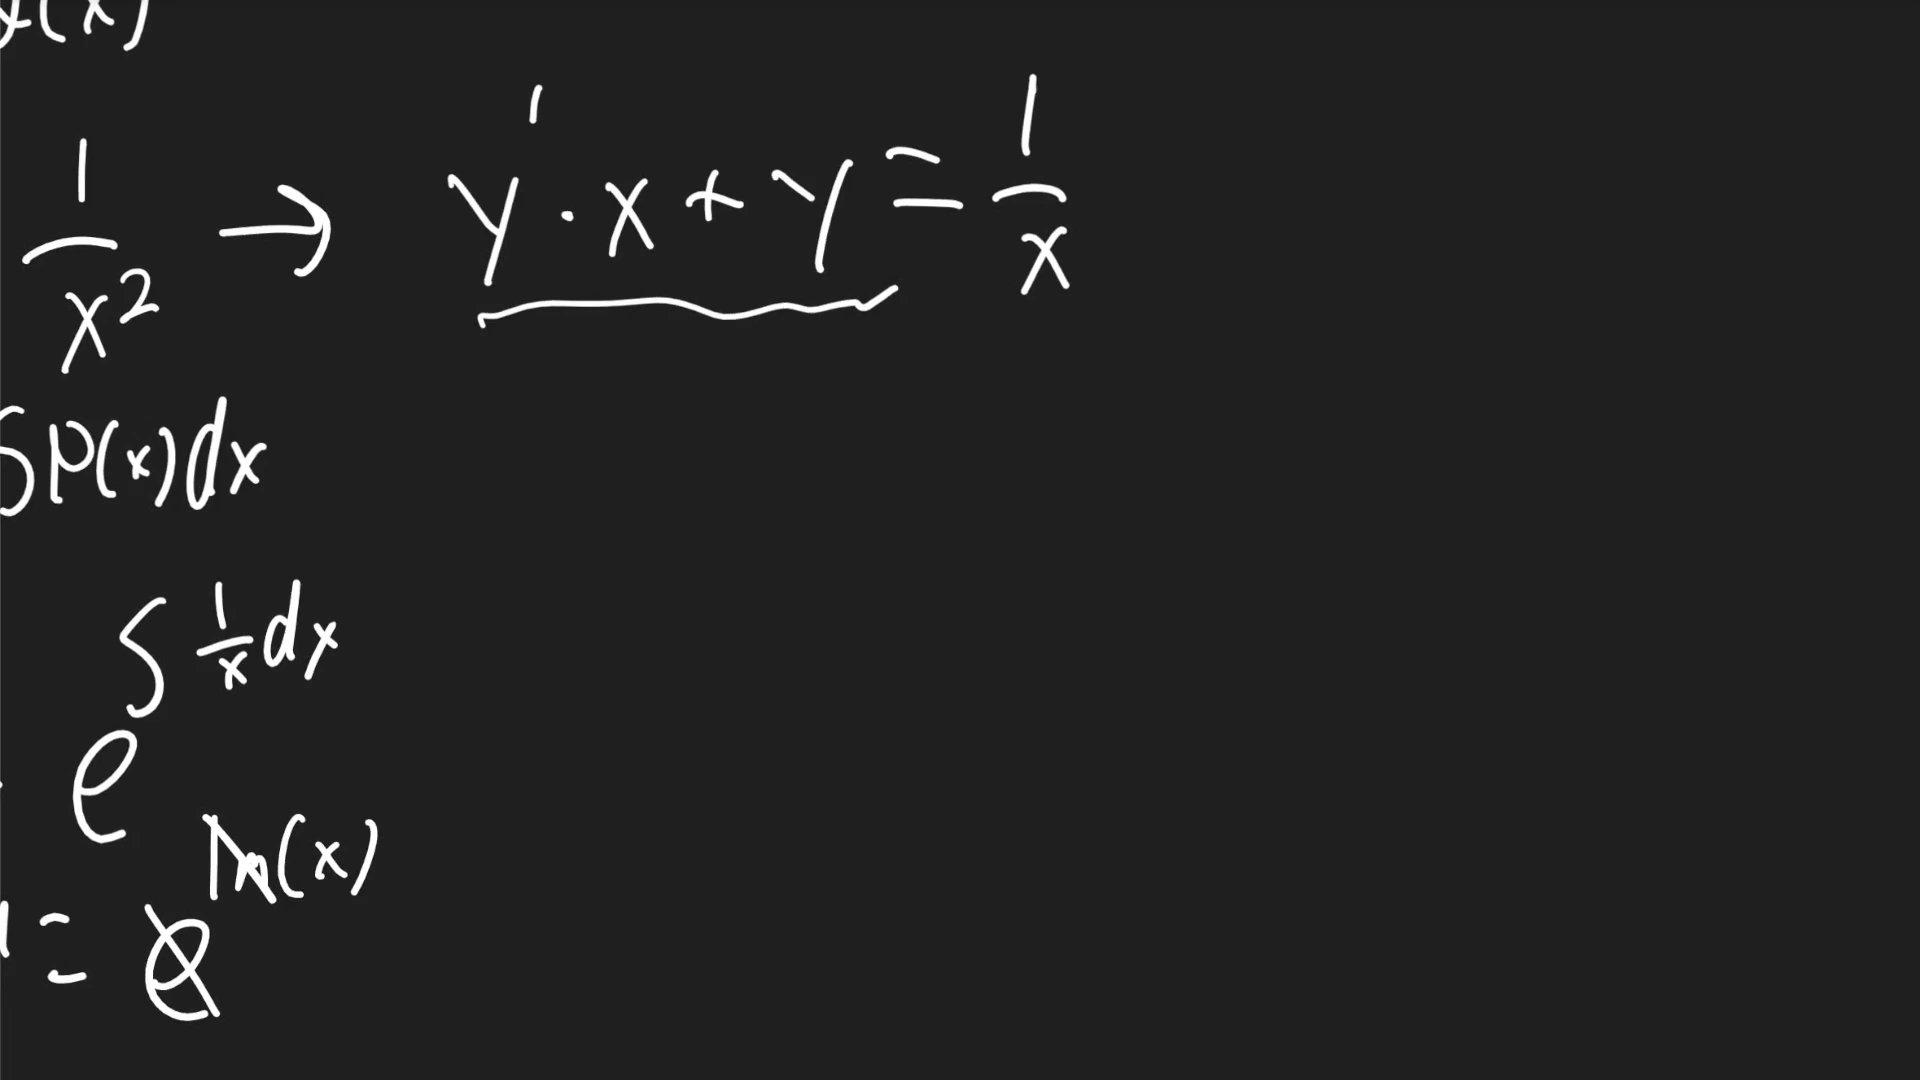 (x)
1/x² → y' · x + y = 1/x
∫P(x)dx
e^∫ 1/x dx
= e^ln(x)